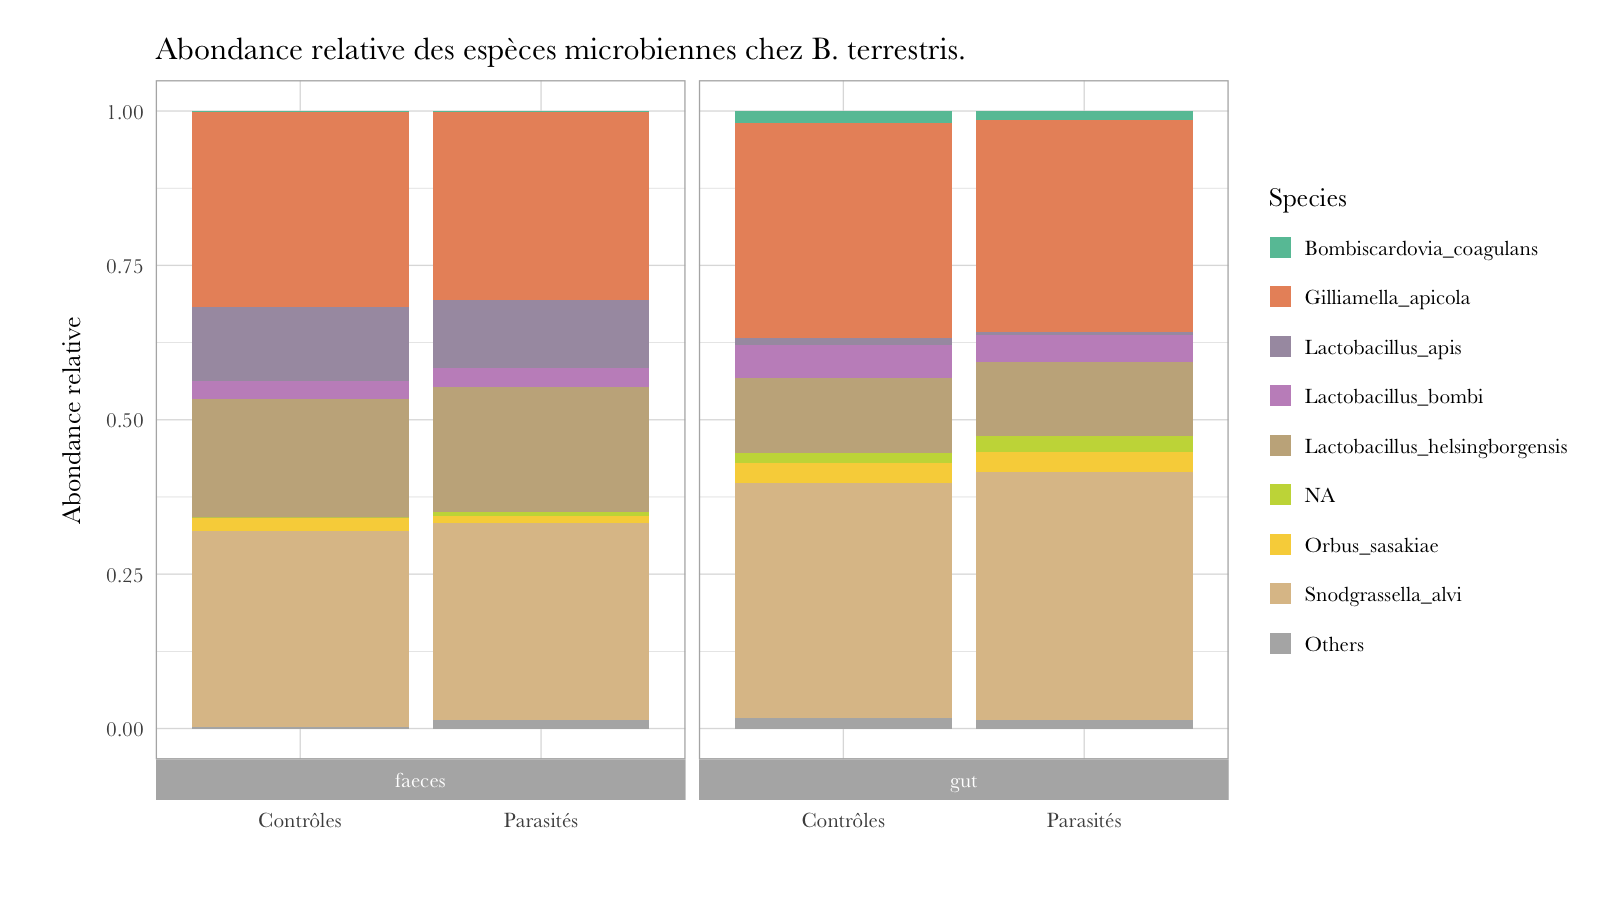 Abondance relative des espèces microbiennes chez B. terrestris.
Abondance relative
1.00
0.75
0.50
0.25
0.00
faeces
gut
Contrôles
Parasités
Contrôles
Parasités
Species
Bombiscardovia_coagulans
Gilliamella_apicola
Lactobacillus_apis
Lactobacillus_bombi
Lactobacillus_helsingborgensis
NA
Orbus_sasakiae
Snodgrassella_alvi
Others